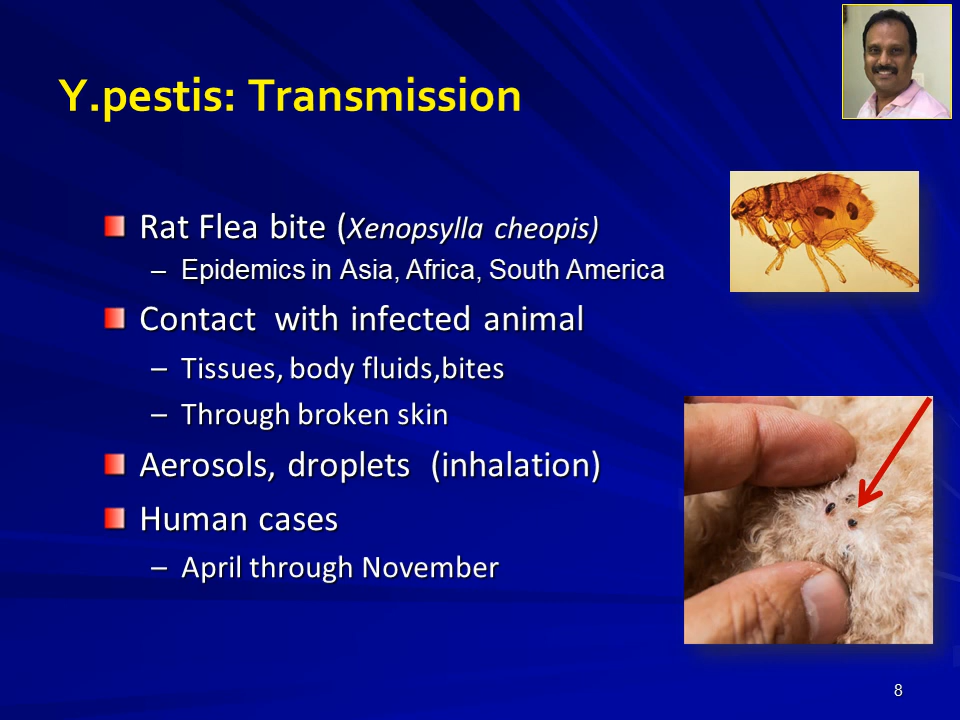 Y.pestis: Transmission
Rat Flea bite (Xenopsylla cheopis)
– Epidemics in Asia, Africa, South America
Contact with infected animal
– Tissues, body fluids,bites
– Through broken skin
Aerosols, droplets (inhalation)
Human cases
– April through November
8